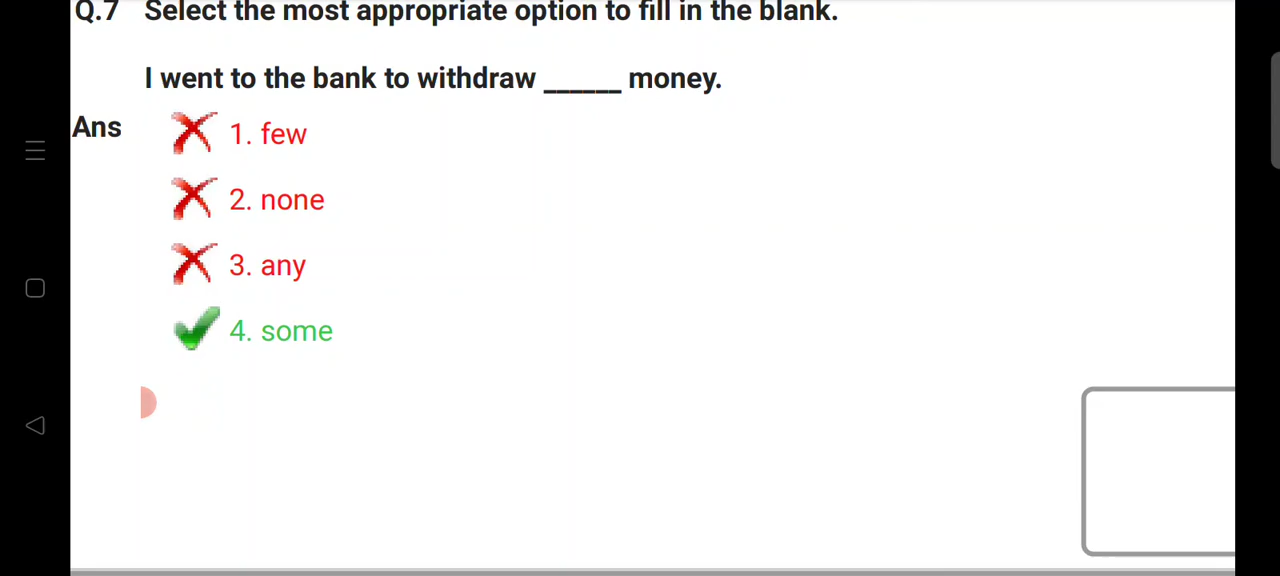 Q.7 Select the most appropriate option to fill in the blank.
I went to the bank to withdraw ______ money.
Ans
1. few
2. none
3. any
4. some